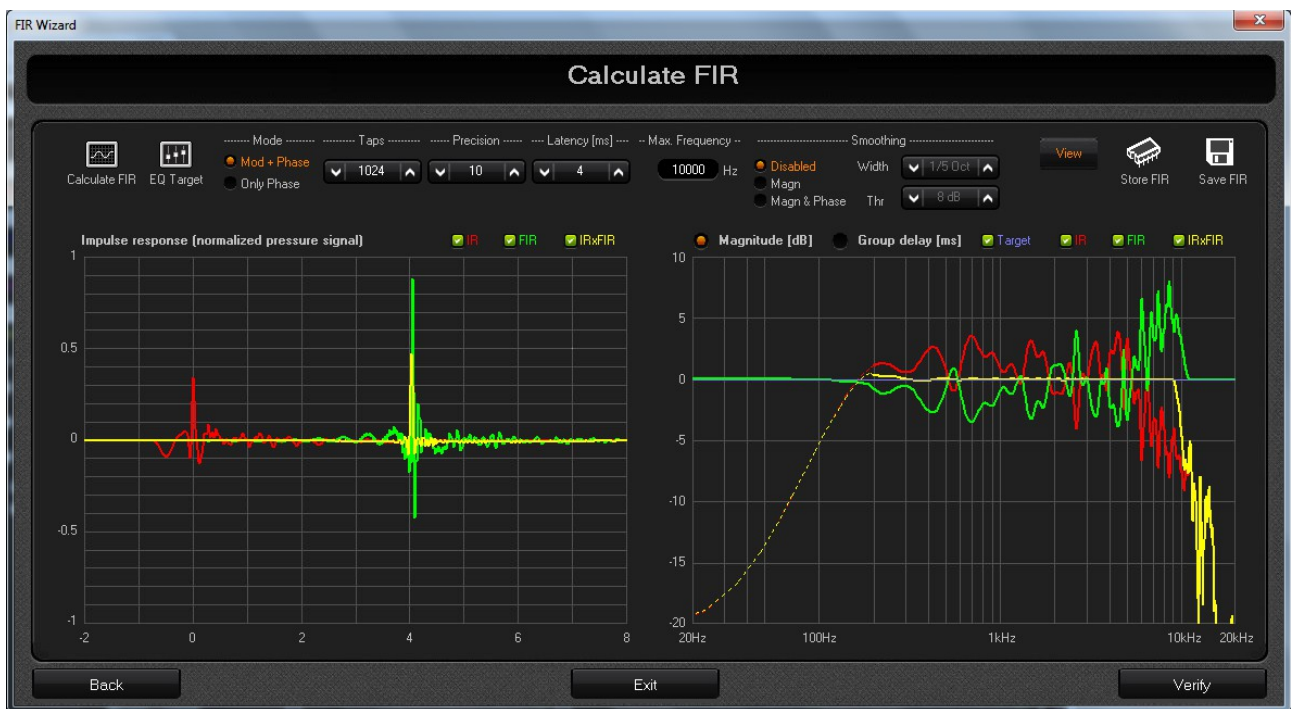 FIR Wizard
Calculate FIR
Calculate FIR
EQ Target
------ Mode ---------
Mod + Phase
Only Phase
--------- Taps ---------
1024
----- Precision ------
10
---- Latency [ms] ----
4
-- Max. Frequency --
10000 Hz
------------------------ Smoothing ----------------------
Disabled
Magn
Magn & Phase
Width 1/5 Oct
Thr 8 dB
View
Store FIR
Save FIR
Impulse response (normalized pressure signal) IR FIR IRxFIR
1
0.5
0
-0.5
-1
-2 0 2 4 6 8
Magnitude [dB] Group delay [ms] Target IR FIR IRxFIR
10
5
0
-5
-10
-15
-20
20Hz 100Hz 1kHz 10kHz 20kHz
Back
Exit
Verify